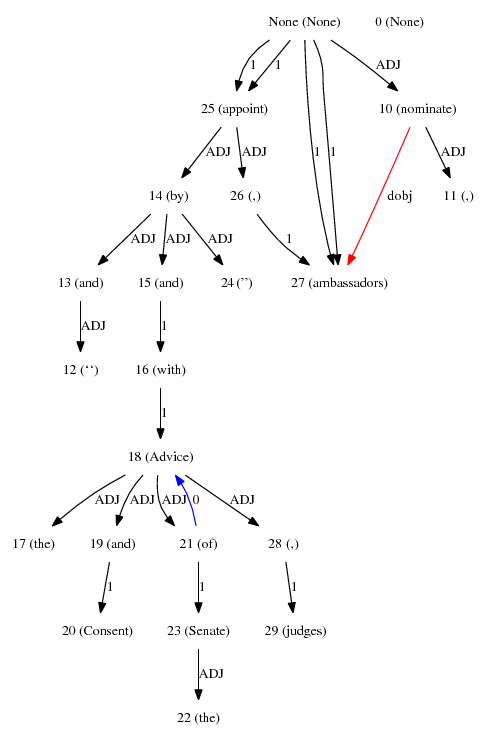 None (None) 0 (None)
1 1 ADJ
25 (appoint) 10 (nominate)
ADJ ADJ 1 1 ADJ
14 (by) 26 (,) dobj 11 (,)
ADJ ADJ ADJ 1
13 (and) 15 (and) 24 (”) 27 (ambassadors)
ADJ 1
12 (“) 16 (with)
1
18 (Advice)
ADJ ADJ ADJ 0 ADJ
17 (the) 19 (and) 21 (of) 28 (,)
1 1 1
20 (Consent) 23 (Senate) 29 (judges)
ADJ
22 (the)